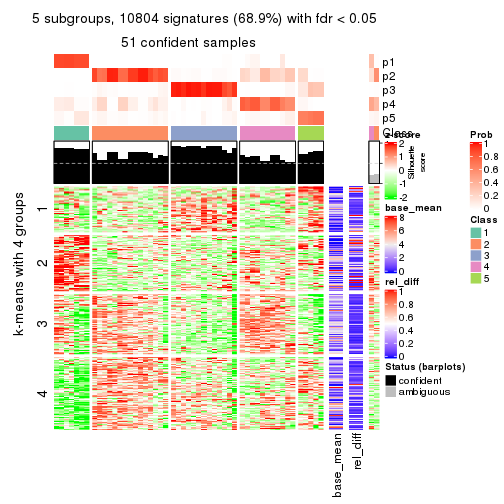 5 subgroups, 10804 signatures (68.9%) with fdr < 0.05
51 confident samples
p1
p2
p3
p4
p5
Class
Silhouette
score
k-means with 4 groups
1
2
3
4
base_mean
rel_diff
z-score
2
1
0
-1
-2
base_mean
8
6
4
2
0
rel_diff
1
0.8
0.6
0.4
0.2
0
Status (barplots)
confident
ambiguous
Prob
1
0.8
0.6
0.4
0.2
0
Class
1
2
3
4
5